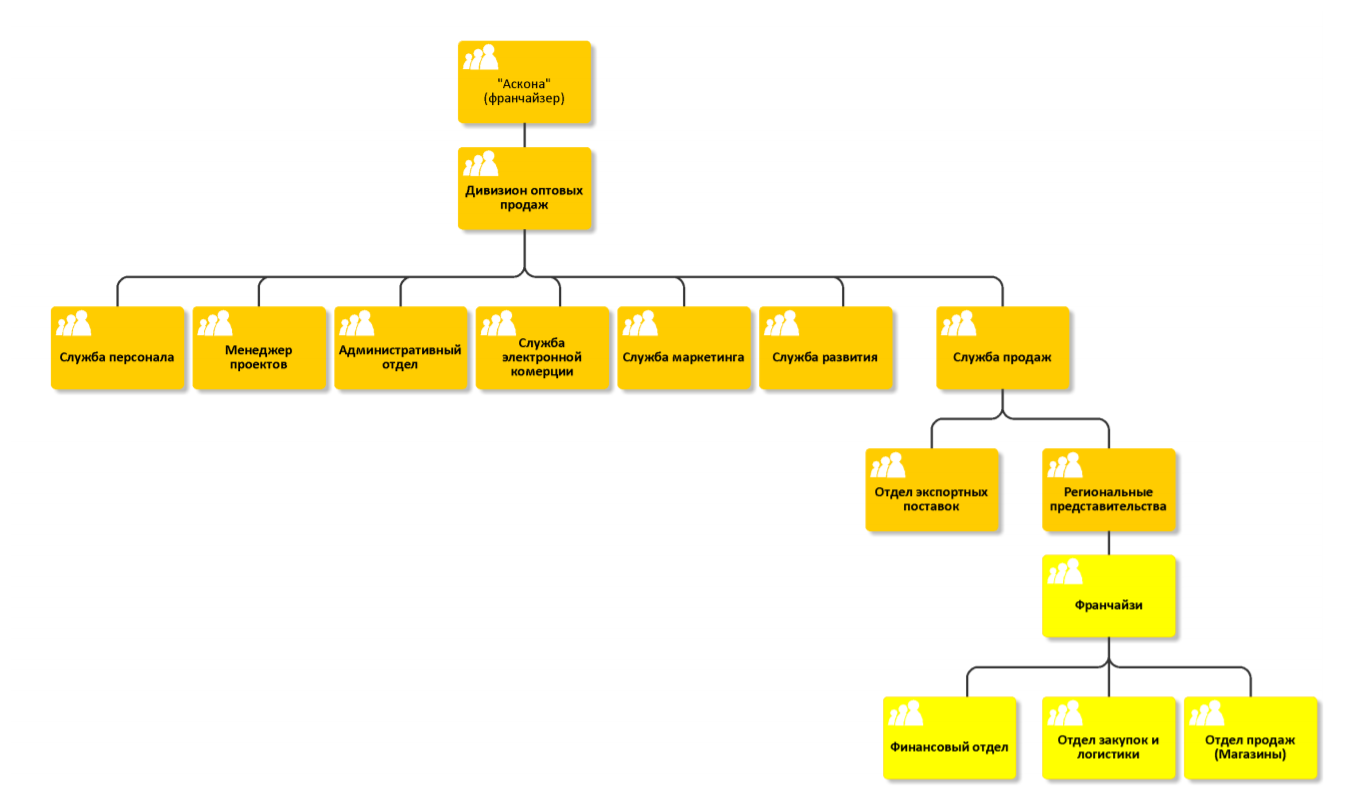 "Аскона"
(франчайзер)
Дивизион оптовых
продаж
Служба персонала
Менеджер
проектов
Административный
отдел
Служба
электронной
комерции
Служба маркетинга
Служба развития
Служба продаж
Отдел экспортных
поставок
Региональные
представительства
Франчайзи
Финансовый отдел
Отдел закупок и
логистики
Отдел продаж
(Магазины)